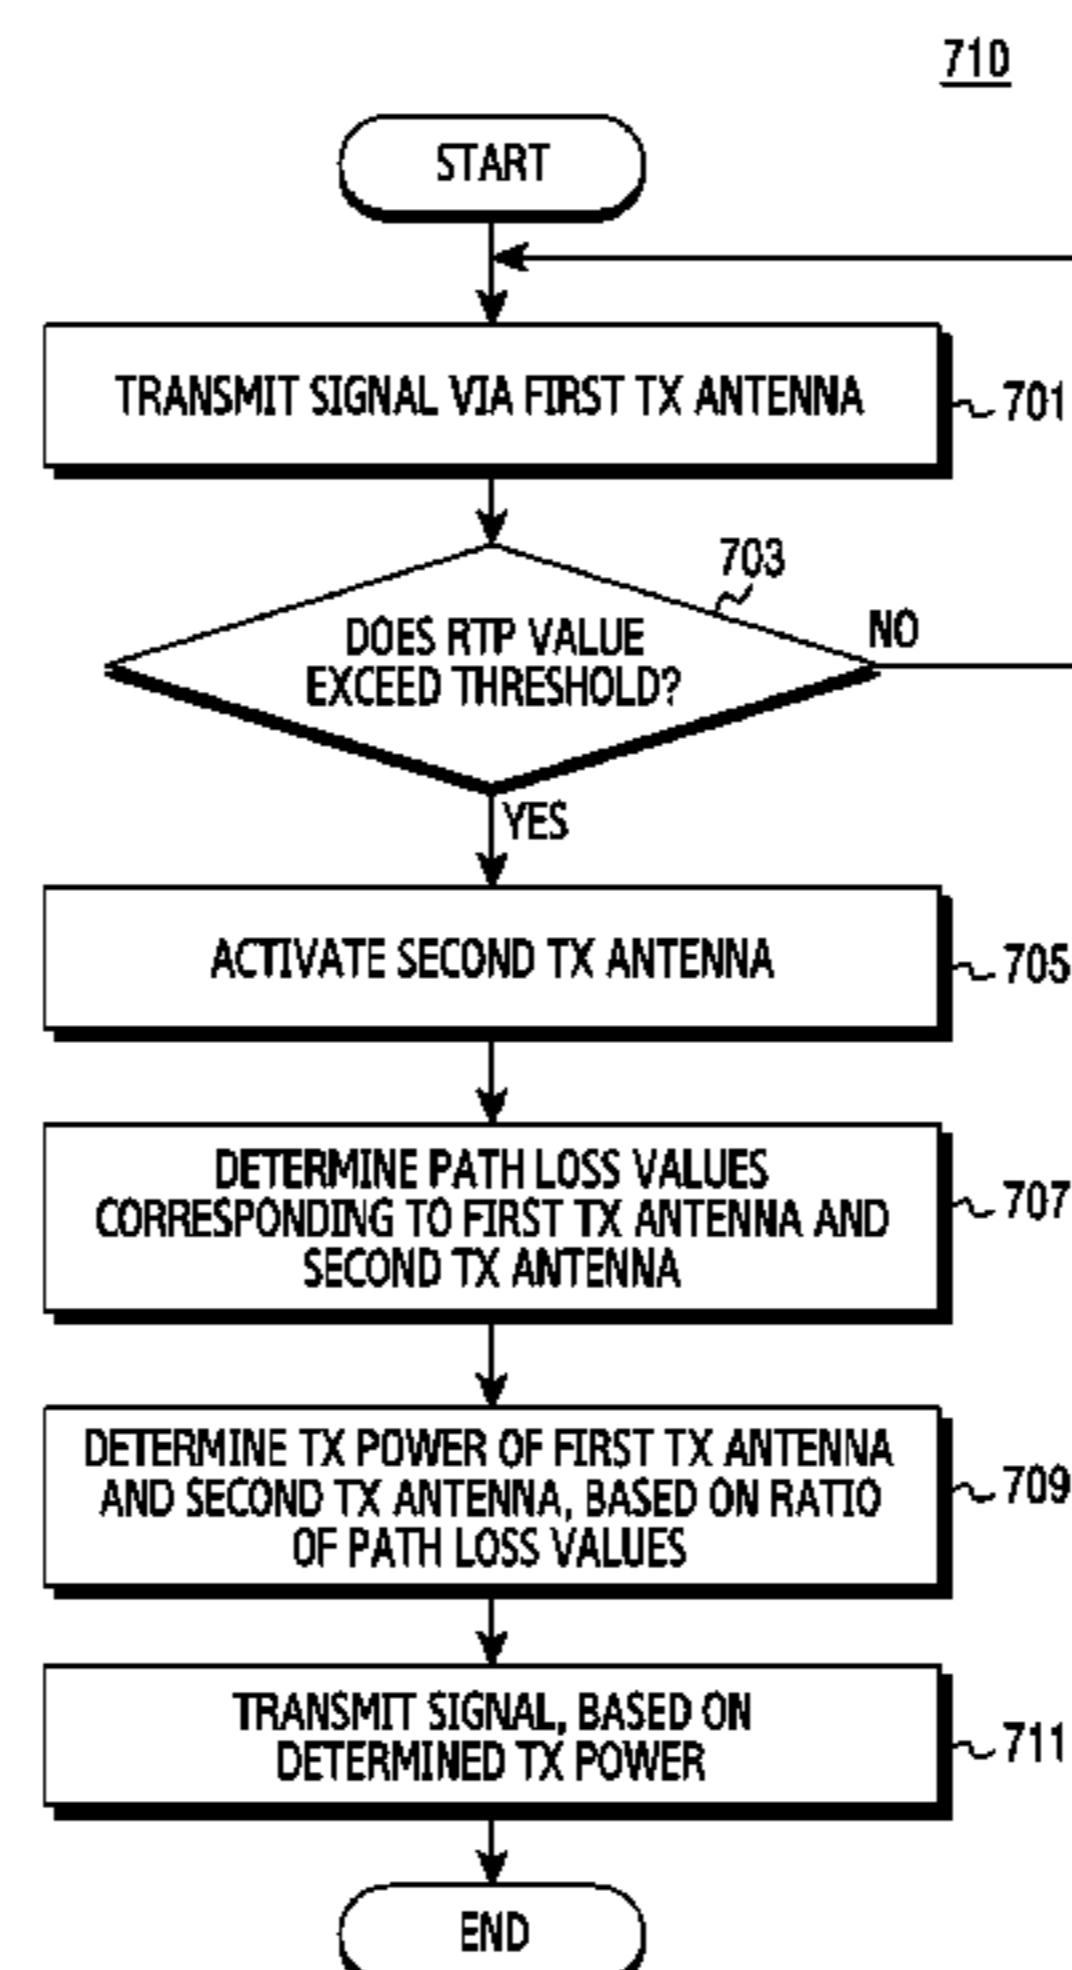 710
START
TRANSMIT SIGNAL VIA FIRST TX ANTENNA
701
703
DOES RTP VALUE
EXCEED THRESHOLD?
NO
YES
ACTIVATE SECOND TX ANTENNA
705
DETERMINE PATH LOSS VALUES
CORRESPONDING TO FIRST TX ANTENNA AND
SECOND TX ANTENNA
707
DETERMINE TX POWER OF FIRST TX ANTENNA
AND SECOND TX ANTENNA, BASED ON RATIO
OF PATH LOSS VALUES
709
TRANSMIT SIGNAL, BASED ON
DETERMINED TX POWER
711
END